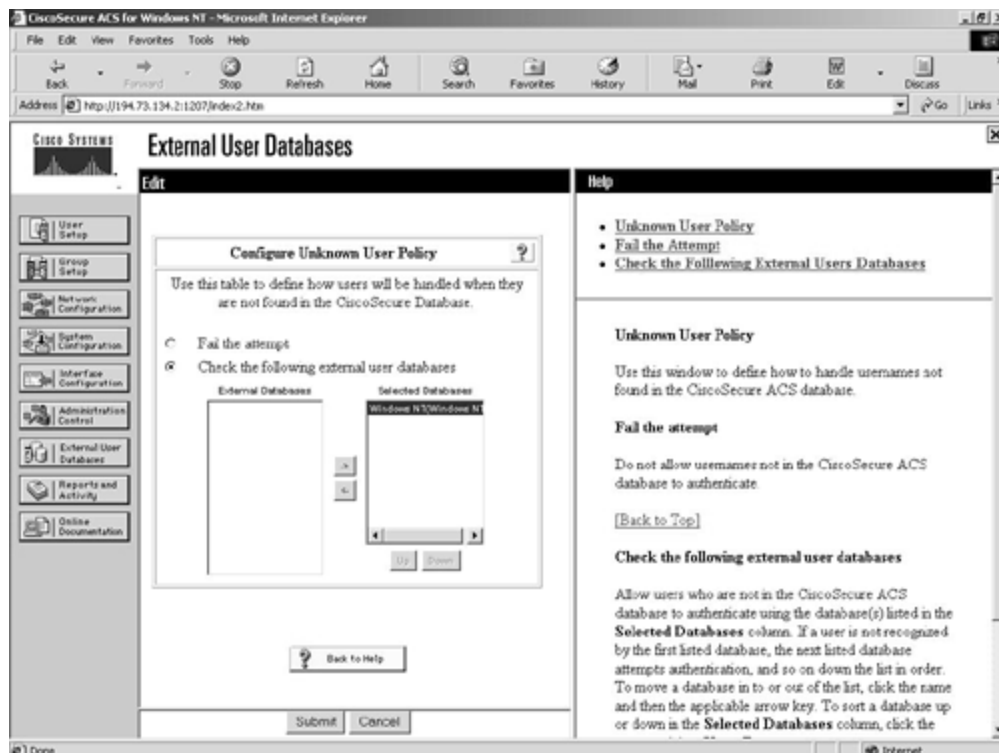 CiscoSecure ACS for Windows NT - Microsoft Internet Explorer
File Edit View Favorites Tools Help
Back Forward Stop Refresh Home Search Favorites History Mail Print Edit Discuss
Address http://194.73.134.2:1207/index2.htm Go Links
CISCO SYSTEMS
External User Databases
Edit
Help
User Setup
Group Setup
Network Configuration
System Configuration
Interface Configuration
Administration Control
External User Databases
Reports and Activity
Online Documentation
Configure Unknown User Policy ?
Use this table to define how users will be handled when they
are not found in the CiscoSecure Database.
Fail the attempt
Check the following external user databases
External Databases
Selected Databases
Windows NT(Windows NT
->
<-
Up Down
? Back to Help
Submit Cancel
Unknown User Policy
Fail the Attempt
Check the Folllewing External Users Databases
Unknown User Policy
Use this window to define how to handle usernames not
found in the CiscoSecure ACS database.
Fail the attempt
Do not allow usernames not in the CiscoSecure ACS
database to authenticate.
[Back to Top]
Check the following external user databases
Allow users who are not in the CiscoSecure ACS
database to authenticate using the database(s) listed in the
Selected Databases column. If a user is not recognized
by the first listed database, the next listed database
attempts authentication, and so on down the list in order.
To move a database in to or out of the list, click the name
and then the applicable arrow key. To sort a database up
or down in the Selected Databases column, click the
Done
Internet